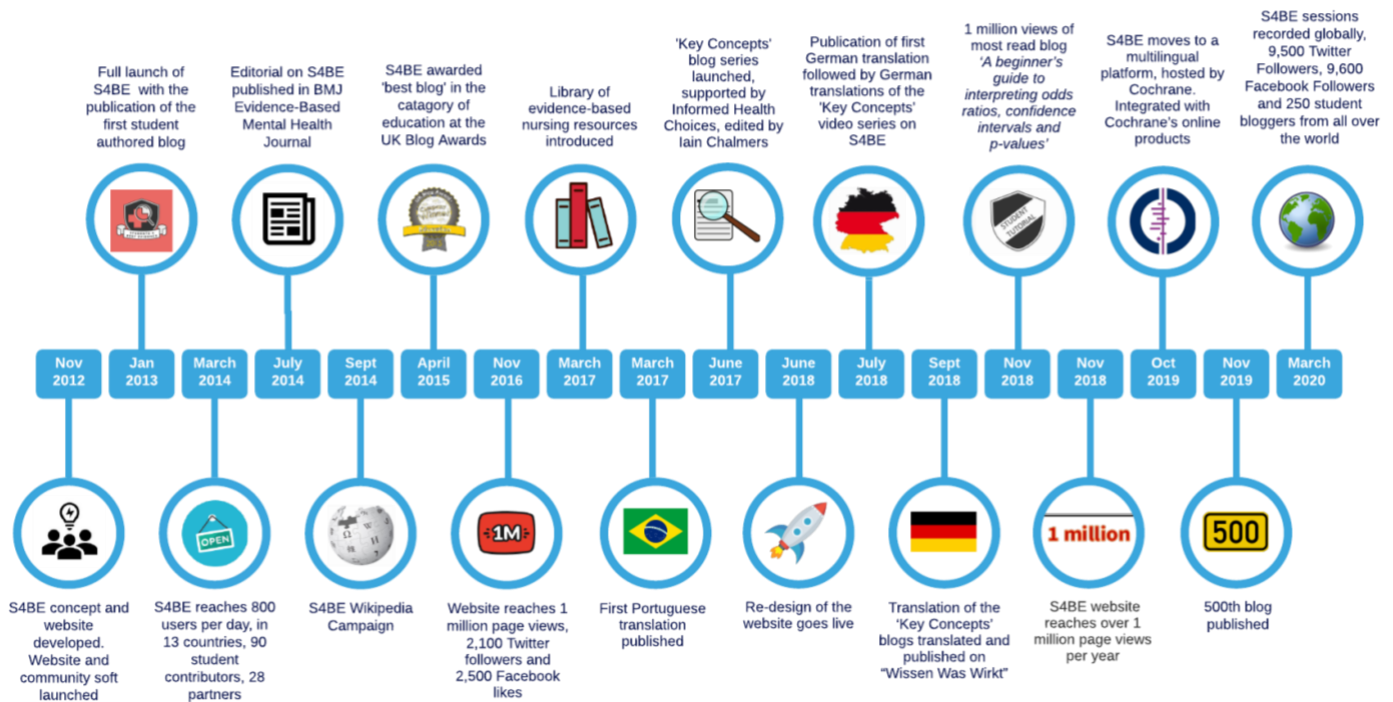 Full launch of
S4BE with the
publication of the
first student
authored blog
Editorial on S4BE
published in BMJ
Evidence-Based
Mental Health
Journal
S4BE awarded
'best blog' in the
catagory of
education at the
UK Blog Awards
Library of
evidence-based
nursing resources
introduced
'Key Concepts'
blog series
launched,
supported by
Informed Health
Choices, edited by
Iain Chalmers
Publication of first
German translation
followed by German
translations of the
'Key Concepts'
video series on
S4BE
1 million views of
most read blog
'A beginner's
guide to
interpreting odds
ratios, confidence
intervals and
p-values'
S4BE moves to a
multilingual
platform, hosted by
Cochrane.
Integrated with
Cochrane's online
products
S4BE sessions
recorded globally,
9,500 Twitter
Followers, 9,600
Facebook Followers
and 250 student
bloggers from all over
the world
STUDENT
TUTORIAL
Nov
2012
Jan
2013
March
2014
July
2014
Sept
2014
April
2015
Nov
2016
March
2017
March
2017
June
2017
June
2018
July
2018
Sept
2018
Nov
2018
Nov
2018
Oct
2019
Nov
2019
March
2020
OPEN
1M
1 million
500
S4BE concept and
website
developed.
Website and
community soft
launched
S4BE reaches 800
users per day, in
13 countries, 90
student
contributors, 28
partners
S4BE Wikipedia
Campaign
Website reaches 1
million page views,
2,100 Twitter
followers and
2,500 Facebook
likes
First Portuguese
translation
published
Re-design of the
website goes live
Translation of the
'Key Concepts'
blogs translated and
published on
"Wissen Was Wirkt"
S4BE website
reaches over 1
million page views
per year
500th blog
published